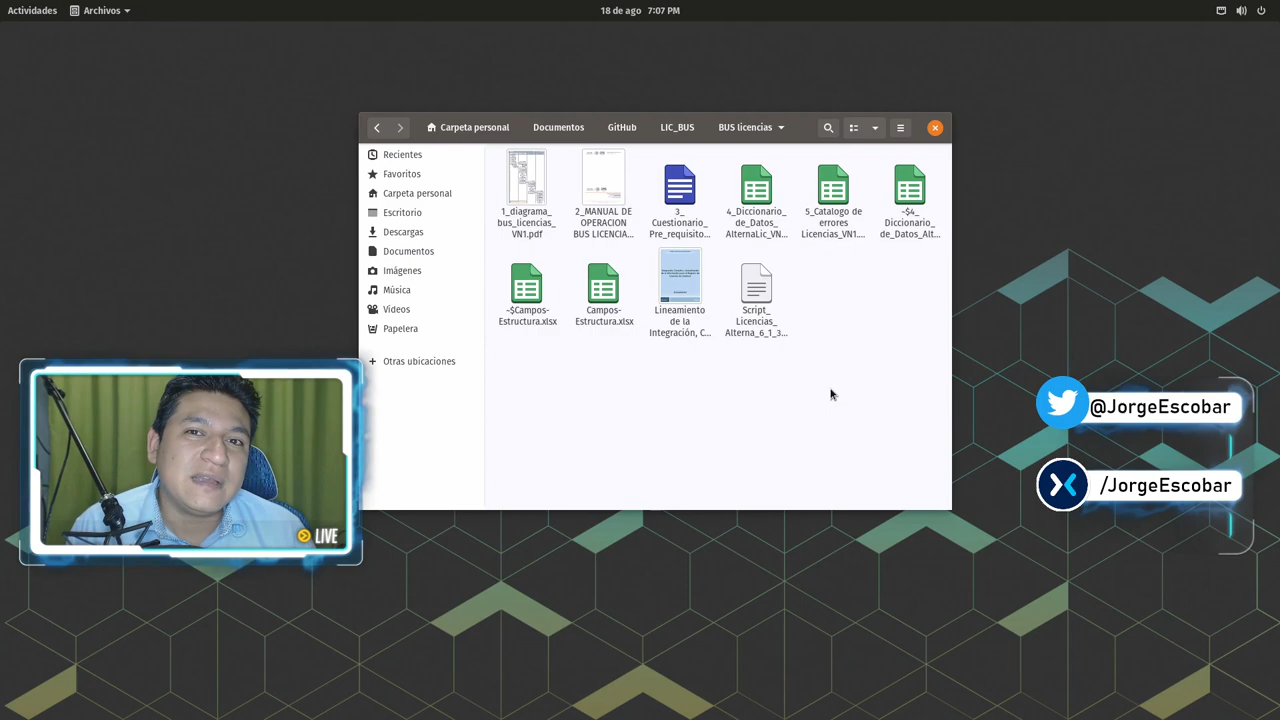 Actividades
Archivos
18 de ago 7:07 PM
Carpeta personal
Documentos
GitHub
LIC_BUS
BUS licencias
Recientes
Favoritos
Carpeta personal
Escritorio
Descargas
Documentos
Imágenes
Música
Vídeos
Papelera
Otras ubicaciones
1_diagrama_
bus_licencias_
VN1.pdf
2_MANUAL DE
OPERACION
BUS LICENCIA...
3_
Cuestionario_
Pre_requisito...
4_Diccionario_
de_Datos_
AlternaLic_VN...
5_Catalogo de
errores
Licencias_VN1....
~$4_
Diccionario_
de_Datos_Alt...
~$Campos-
Estructura.xlsx
Campos-
Estructura.xlsx
Lineamiento
de la
Integración, C...
Script_
Licencias_
Alterna_6_1_3...
LIVE
@JorgeEscobar
/JorgeEscobar